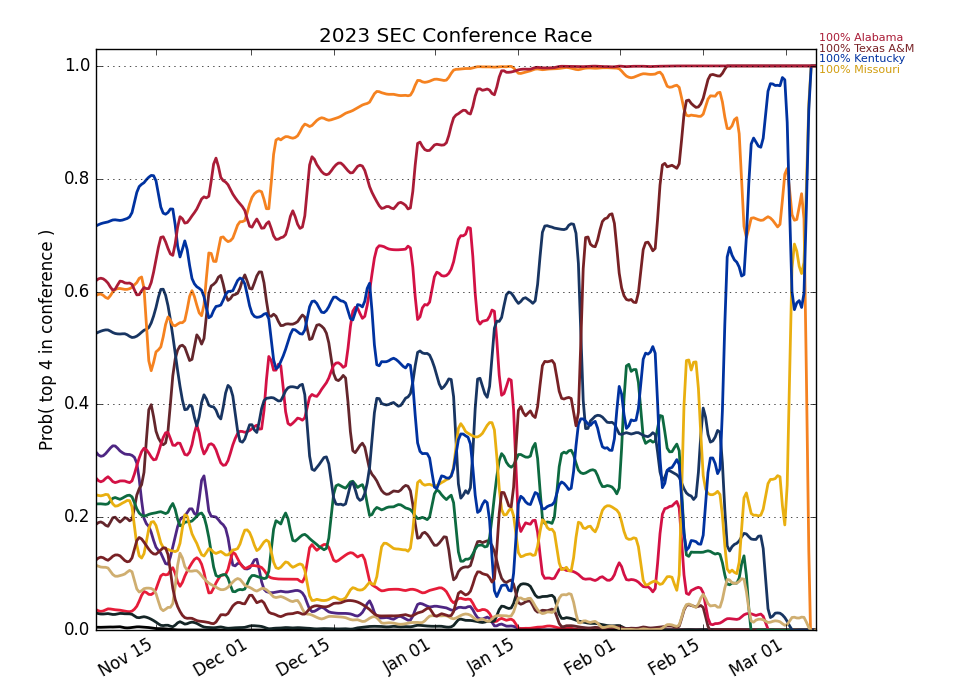 2023 SEC Conference Race
100% Alabama
100% Texas A&M
100% Kentucky
100% Missouri
Prob( top 4 in conference )
1.0
0.8
0.6
0.4
0.2
0.0
Nov 15
Dec 01
Dec 15
Jan 01
Jan 15
Feb 01
Feb 15
Mar 01